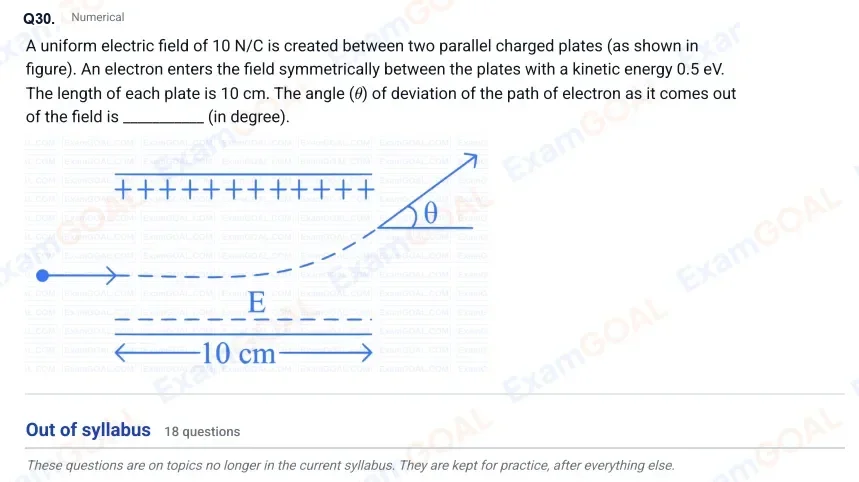 Q30. Numerical
A uniform electric field of 10 N/C is created between two parallel charged plates (as shown in
figure). An electron enters the field symmetrically between the plates with a kinetic energy 0.5 eV.
The length of each plate is 10 cm. The angle (θ) of deviation of the path of electron as it comes out
of the field is __________ (in degree).
+ + + + + + + + + + + +
θ
E
10 cm
Out of syllabus 18 questions
These questions are on topics no longer in the current syllabus. They are kept for practice, after everything else.
ExamGOAL